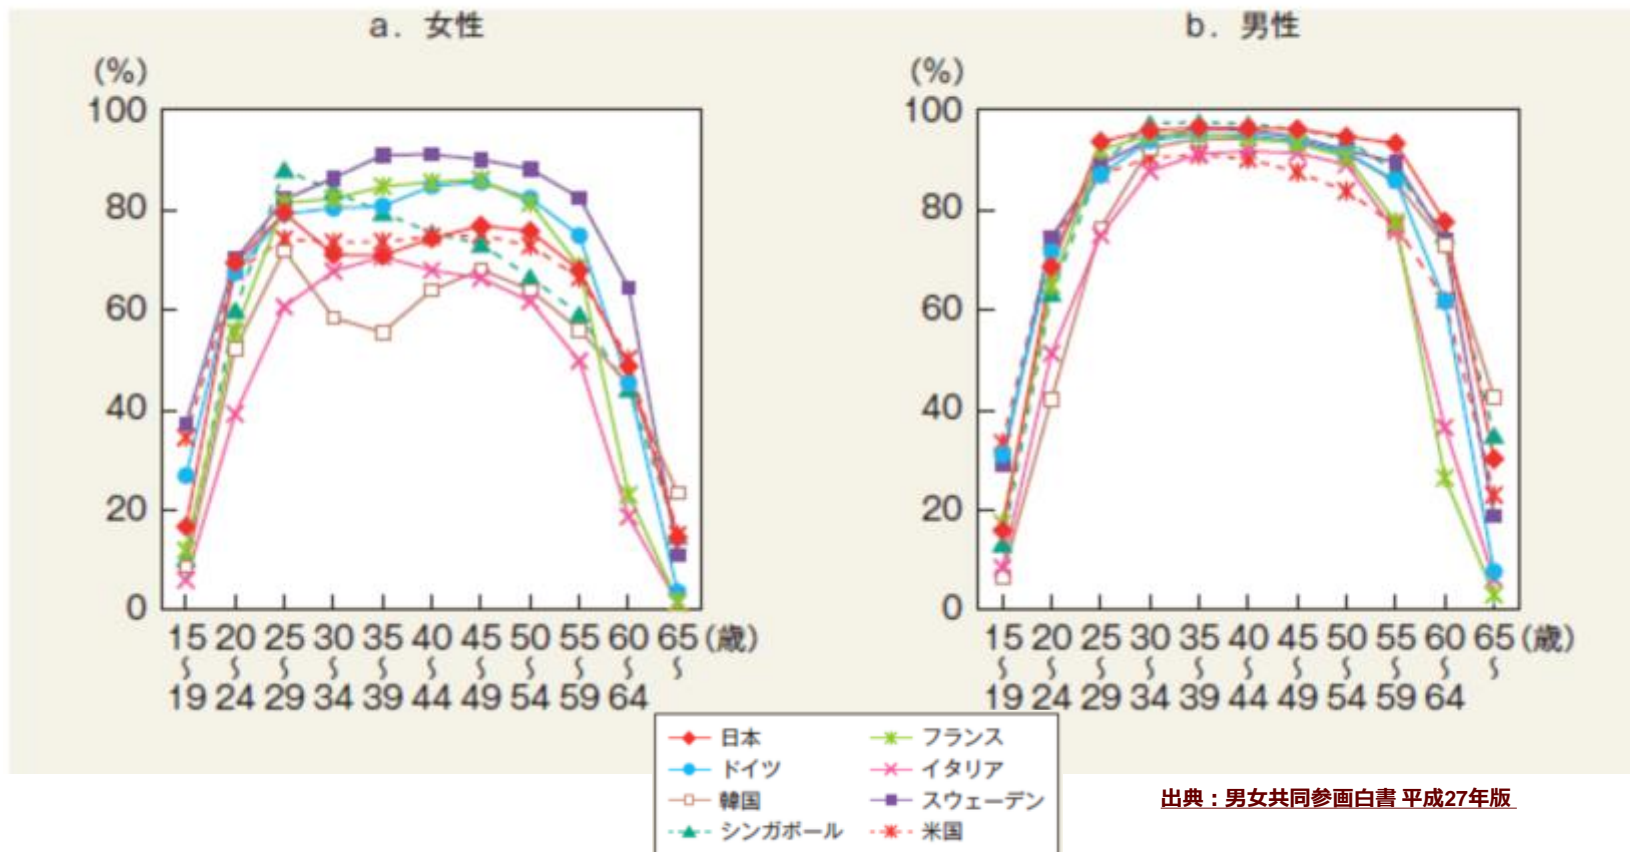 a. 女性
b. 男性
(%)
100
80
60
40
20
0
15〜19 20〜24 25〜29 30〜34 35〜39 40〜44 45〜49 50〜54 55〜59 60〜64 65〜 (歳)
(%)
100
80
60
40
20
0
15〜19 20〜24 25〜29 30〜34 35〜39 40〜44 45〜49 50〜54 55〜59 60〜64 65〜 (歳)
日本
フランス
ドイツ
イタリア
韓国
スウェーデン
シンガポール
米国
出典：男女共同参画白書 平成27年版